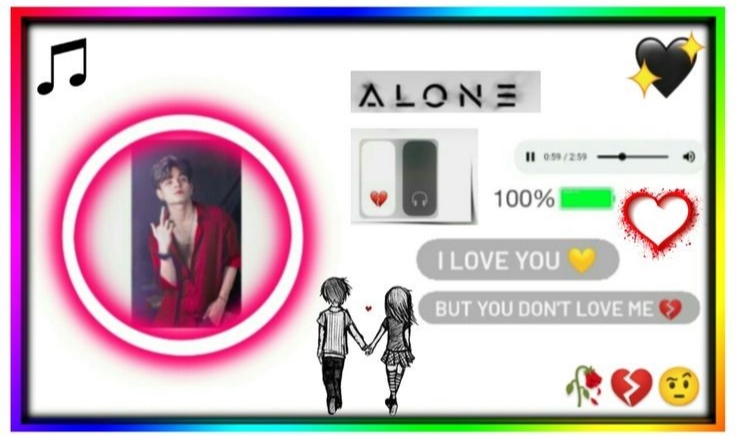 ALONE
0:59 / 2:59
100%
I LOVE YOU 💛
BUT YOU DON'T LOVE ME 💔